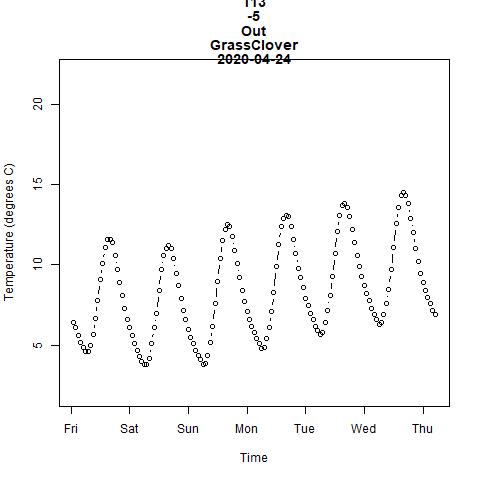 113
-5
Out
GrassClover
2020-04-24
Temperature (degrees C)
20
15
10
5
Fri Sat Sun Mon Tue Wed Thu
Time